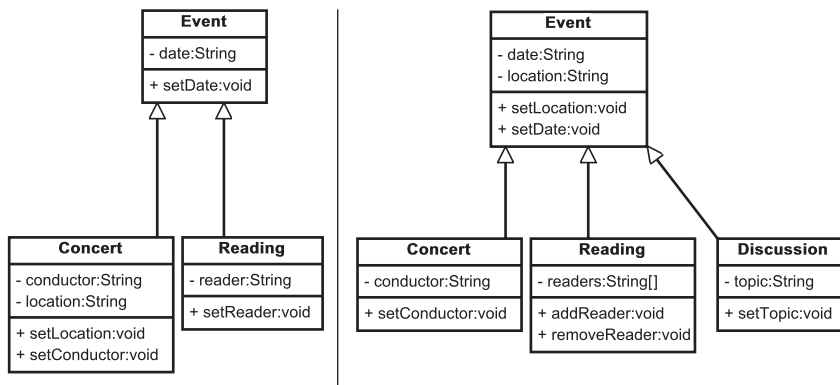 Event
- date:String
+ setDate:void
Concert
- conductor:String
- location:String
+ setLocation:void
+ setConductor:void
Reading
- reader:String
+ setReader:void
Event
- date:String
- location:String
+ setLocation:void
+ setDate:void
Concert
- conductor:String
+ setConductor:void
Reading
- readers:String[]
+ addReader:void
+ removeReader:void
Discussion
- topic:String
+ setTopic:void